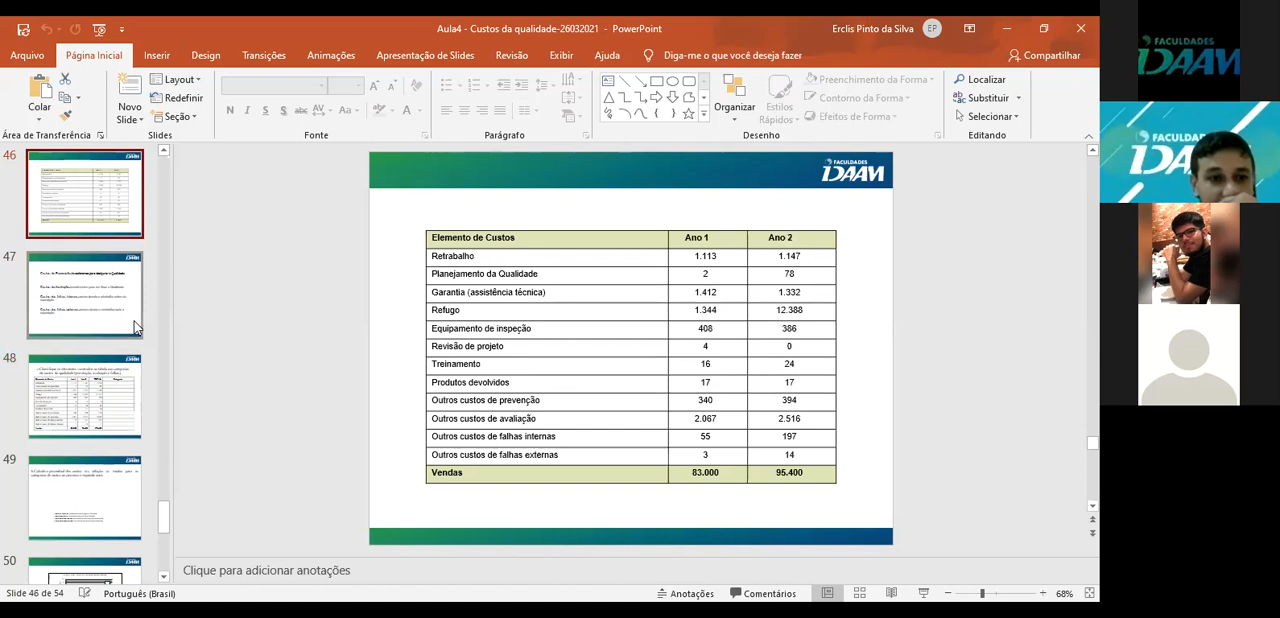 Aula4 - Custos da qualidade-26032021 - PowerPoint
Erclis Pinto da Silva
EP
Arquivo Página Inicial Inserir Design Transições Animações Apresentação de Slides Revisão Exibir Ajuda Diga-me o que você deseja fazer Compartilhar
Colar
Novo
Slide
Layout
Redefinir
Seção
N I S S abc AV Aa A
Organizar
Estilos
Rápidos
Preenchimento da Forma
Contorno da Forma
Efeitos de Forma
Localizar
Substituir
Selecionar
Área de Transferência Slides Fonte Parágrafo Desenho Editando
46
47
48
49
50
FACULDADES
IDAAM
Elemento de Custos Ano 1 Ano 2
Retrabalho 1.113 1.147
Planejamento da Qualidade 2 78
Garantia (assistência técnica) 1.412 1.332
Refugo 1.344 12.388
Equipamento de inspeção 408 386
Revisão de projeto 4 0
Treinamento 16 24
Produtos devolvidos 17 17
Outros custos de prevenção 340 394
Outros custos de avaliação 2.067 2.516
Outros custos de falhas internas 55 197
Outros custos de falhas externas 3 14
Vendas 83.000 95.400
Clique para adicionar anotações
Slide 46 de 54 Português (Brasil) Anotações Comentários 68%
FACULDADES
IDAAM
FACULDADES
IDAAM